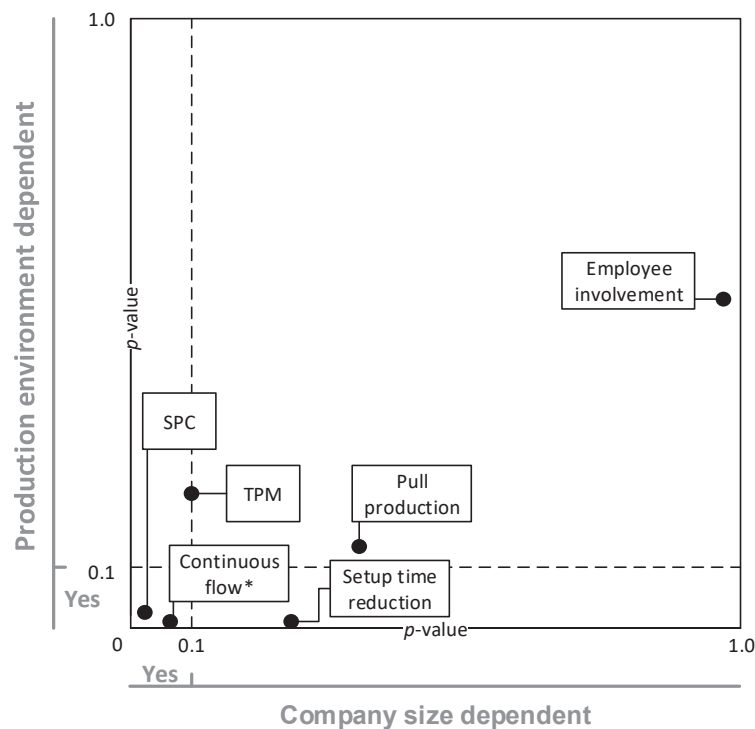 1.0
Production environment dependent
p-value
Employee
involvement
SPC
TPM
Pull
production
0.1
Continuous
flow*
Setup time
reduction
Yes
p-value
0
0.1
1.0
Yes
Company size dependent